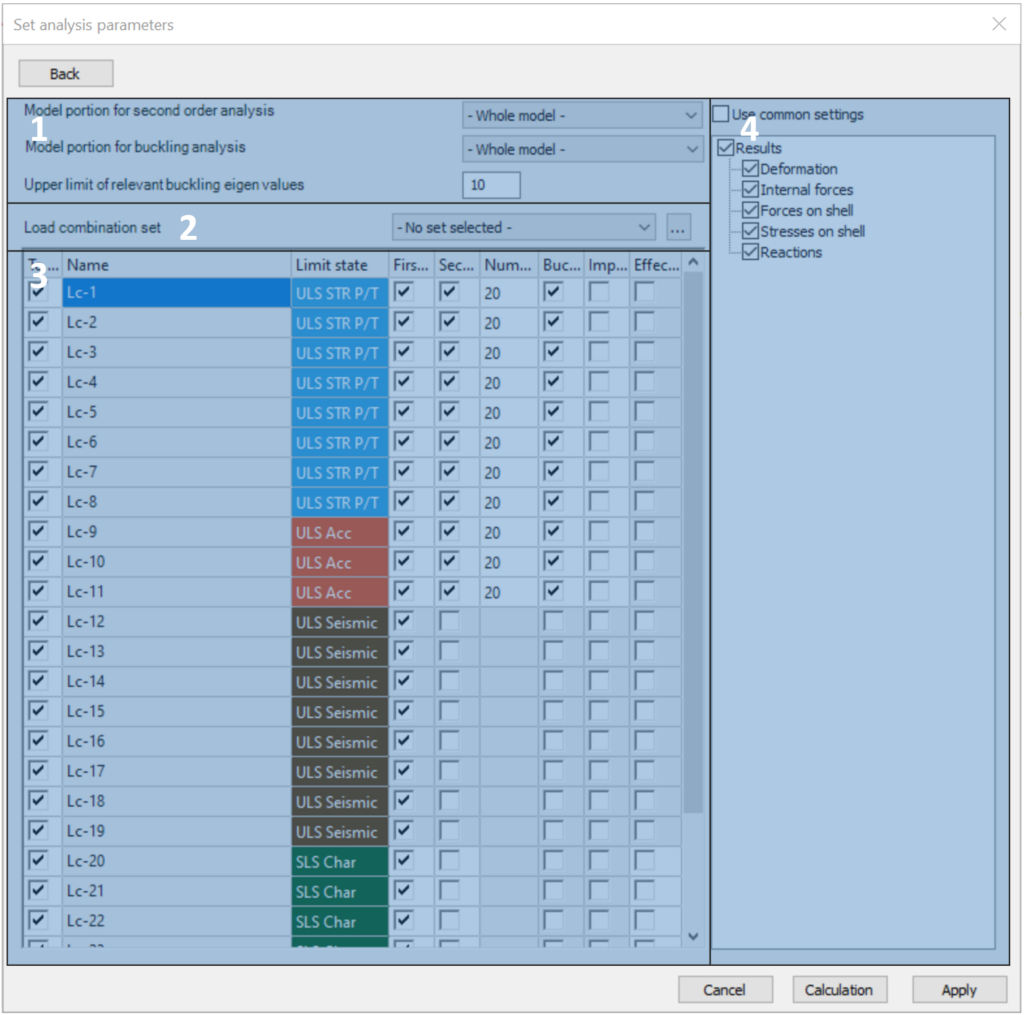 Set analysis parameters
Back
Model portion for second order analysis - Whole model -
1
Model portion for buckling analysis - Whole model -
Upper limit of relevant buckling eigen values 10
Load combination set 2 - No set selected - ...
3
... Name Limit state Firs... Sec... Num... Buc... Imp... Effec...
Lc-1 ULS STR P/T 20
Lc-2 ULS STR P/T 20
Lc-3 ULS STR P/T 20
Lc-4 ULS STR P/T 20
Lc-5 ULS STR P/T 20
Lc-6 ULS STR P/T 20
Lc-7 ULS STR P/T 20
Lc-8 ULS STR P/T 20
Lc-9 ULS Acc 20
Lc-10 ULS Acc 20
Lc-11 ULS Acc 20
Lc-12 ULS Seismic
Lc-13 ULS Seismic
Lc-14 ULS Seismic
Lc-15 ULS Seismic
Lc-16 ULS Seismic
Lc-17 ULS Seismic
Lc-18 ULS Seismic
Lc-19 ULS Seismic
Lc-20 SLS Char
Lc-21 SLS Char
Lc-22 SLS Char
Use common settings
4
Results
Deformation
Internal forces
Forces on shell
Stresses on shell
Reactions
Cancel Calculation Apply